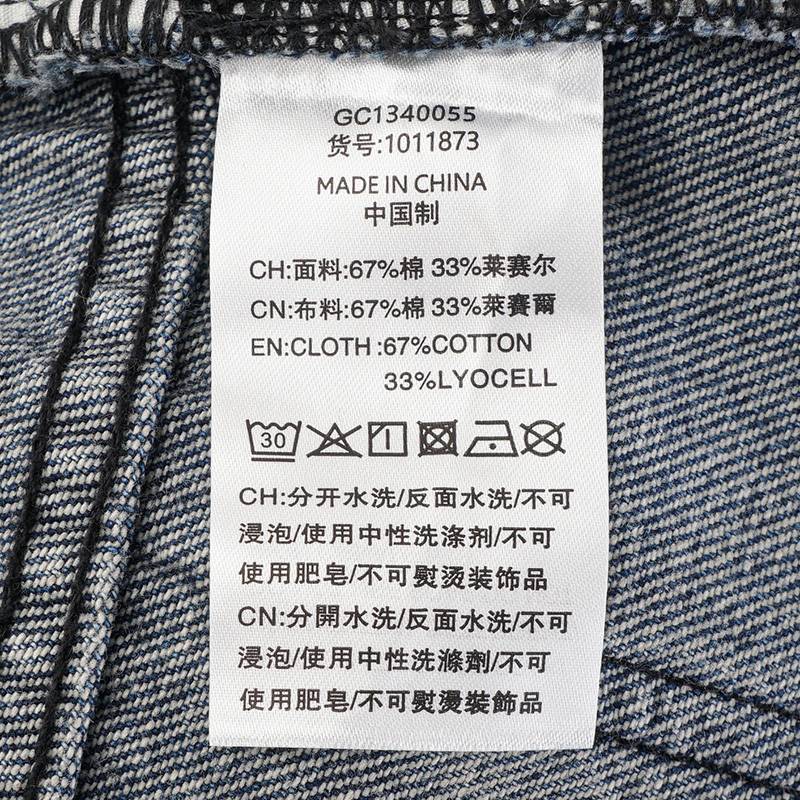 GC1340055
货号:1011873
MADE IN CHINA
中国制
CH:面料:67%棉 33%莱赛尔
CN:布料:67%棉 33%萊賽爾
EN:CLOTH :67%COTTON
33%LYOCELL
30
CH:分开水洗/反面水洗/不可
浸泡/使用中性洗涤剂/不可
使用肥皂/不可熨烫装饰品
CN:分開水洗/反面水洗/不可
浸泡/使用中性洗滌劑/不可
使用肥皂/不可熨燙裝飾品